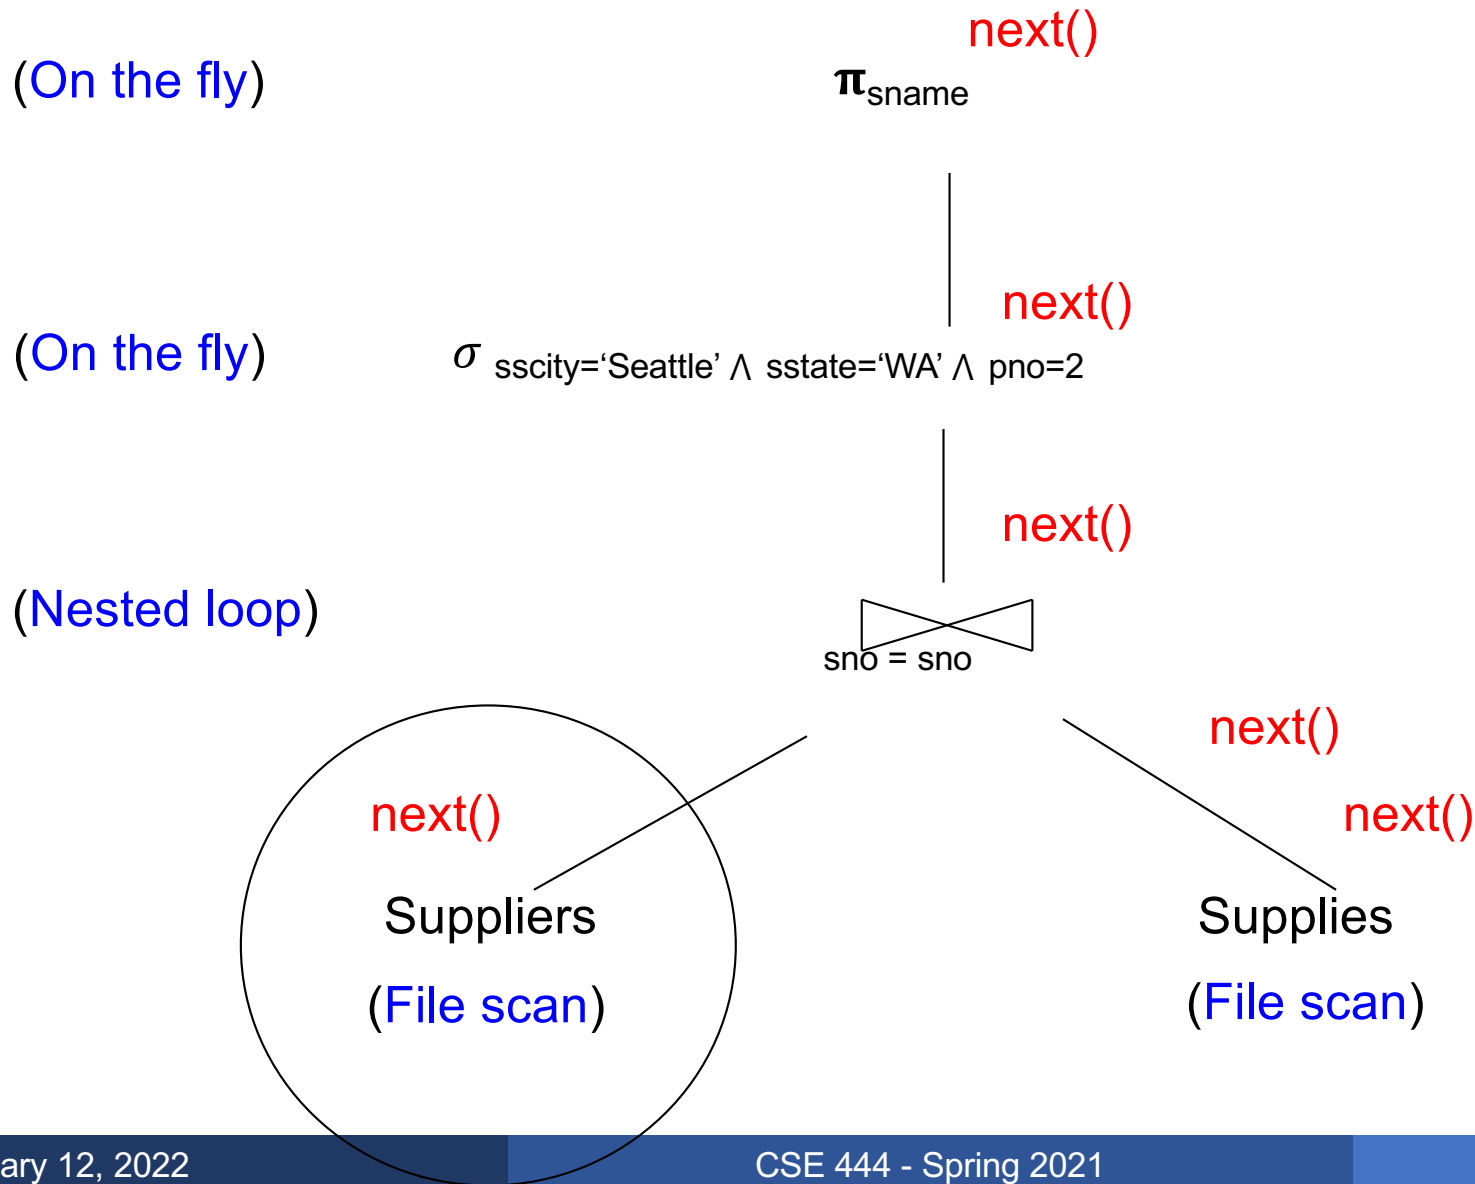 next()
(On the fly)
πsname
next()
(On the fly)
σ sscity=‘Seattle’ ∧ sstate=‘WA’ ∧ pno=2
next()
(Nested loop)
sno = sno
next()
next()
next()
Suppliers
Supplies
(File scan)
(File scan)
ary 12, 2022
CSE 444 - Spring 2021